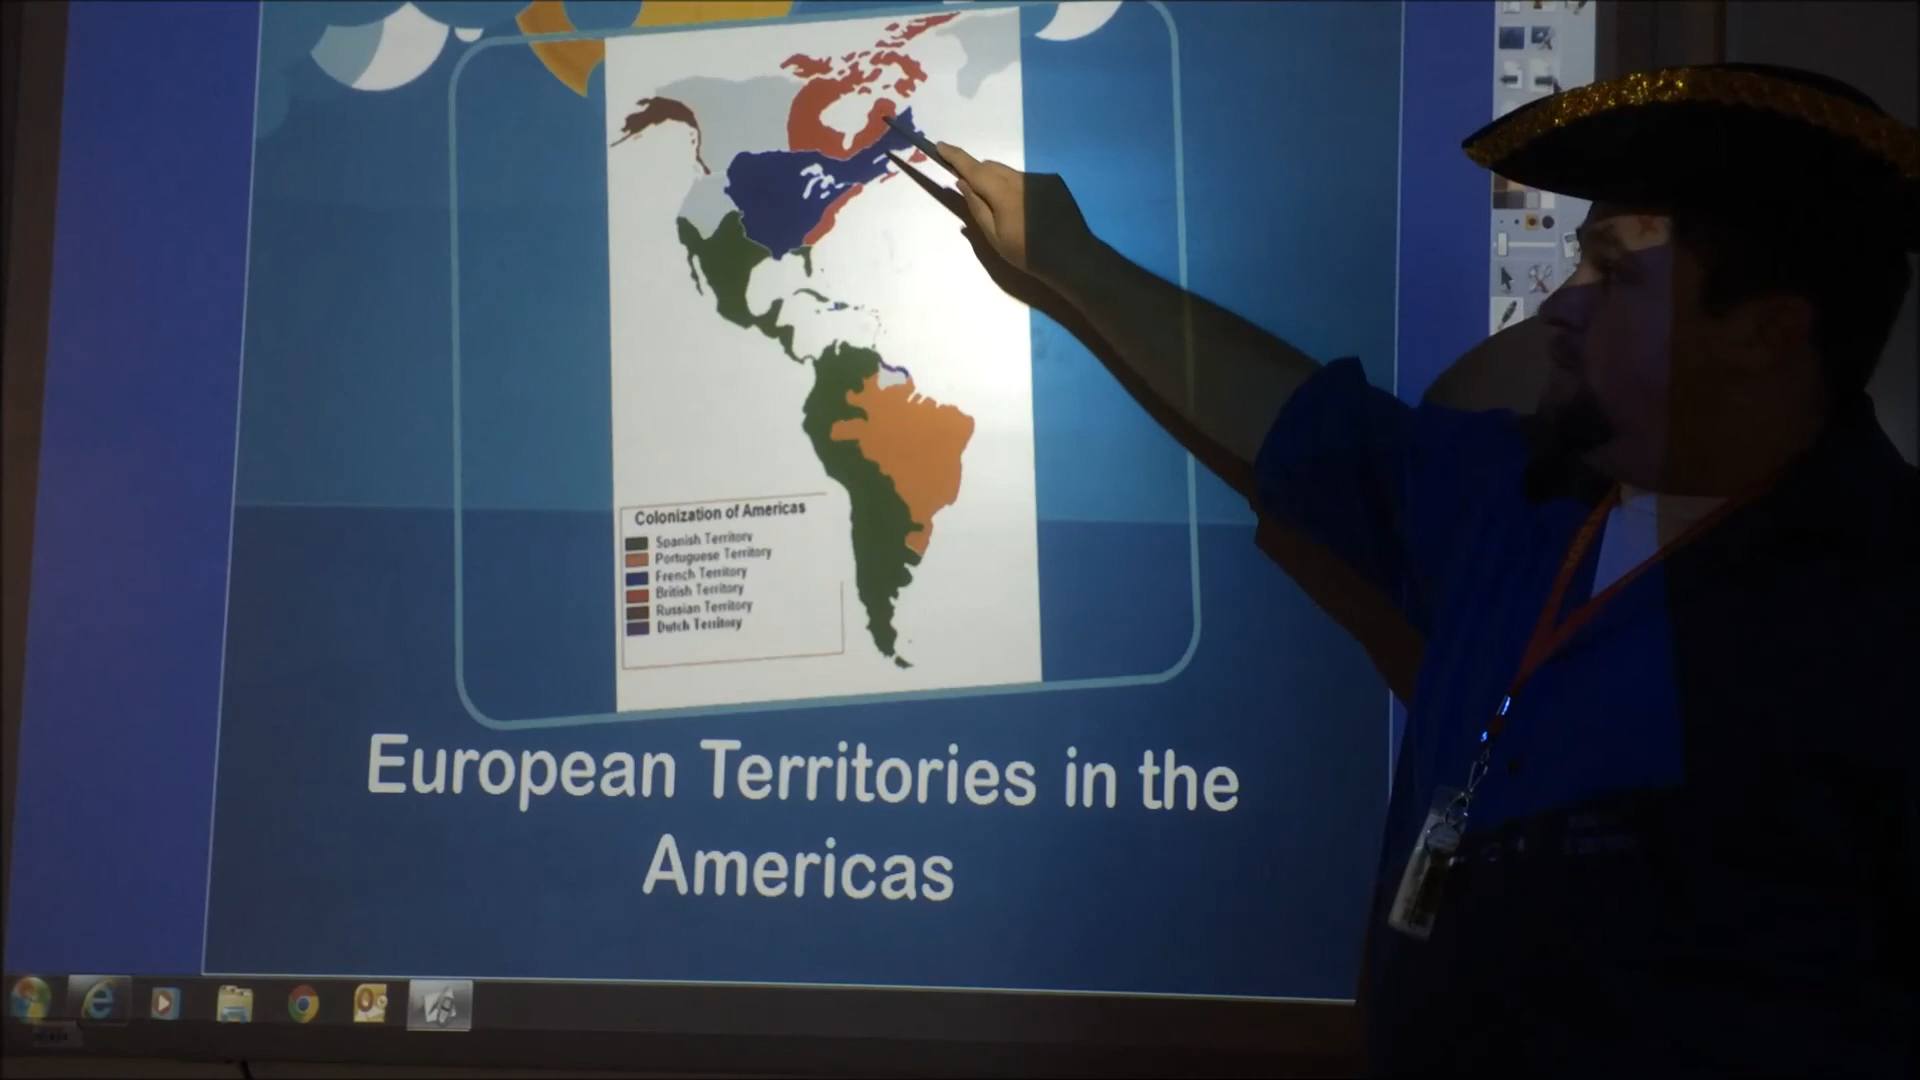 Colonization of Americas
Spanish Territory
Portuguese Territory
French Territory
British Territory
Russian Territory
Dutch Territory
European Territories in the
Americas